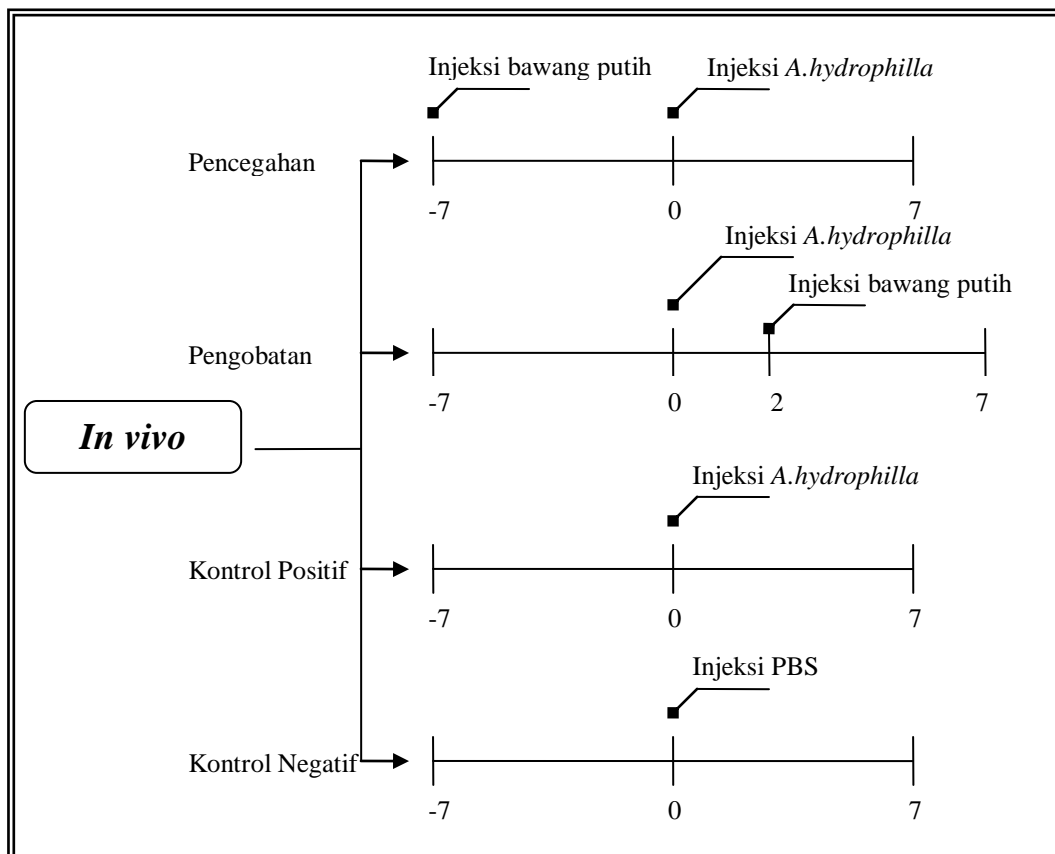 Injeksi bawang putih
Injeksi A.hydrophilla
Pencegahan
-7
0
7
Injeksi A.hydrophilla
Injeksi bawang putih
Pengobatan
-7
0
2
7
In vivo
Injeksi A.hydrophilla
Kontrol Positif
-7
0
7
Injeksi PBS
Kontrol Negatif
-7
0
7